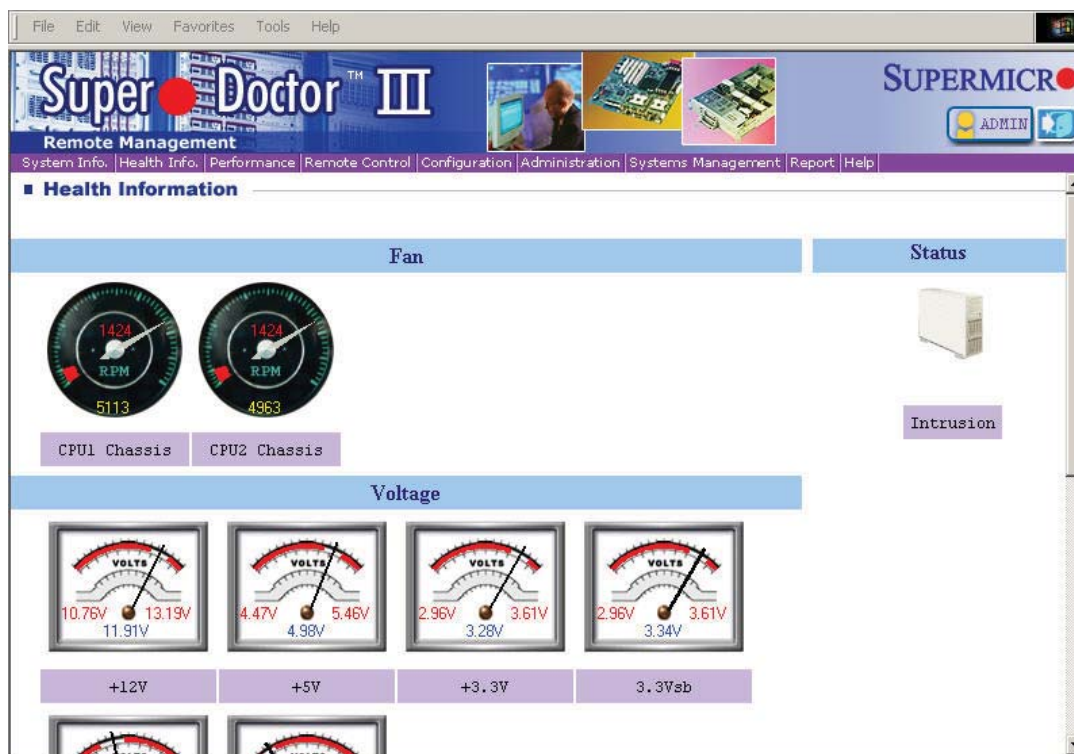 File Edit View Favorites Tools Help
Super Doctor™ III
SUPERMICRO
ADMIN
Remote Management
System Info. Health Info. Performance Remote Control Configuration Administration Systems Management Report Help
Health Information
Fan
Status
1424
RPM
5113
1424
RPM
4963
CPU1 Chassis
CPU2 Chassis
Intrusion
Voltage
VOLTS
10.76V 13.19V
11.91V
VOLTS
4.47V 5.46V
4.98V
VOLTS
2.96V 3.61V
3.28V
VOLTS
2.96V 3.61V
3.34V
+12V
+5V
+3.3V
3.3Vsb